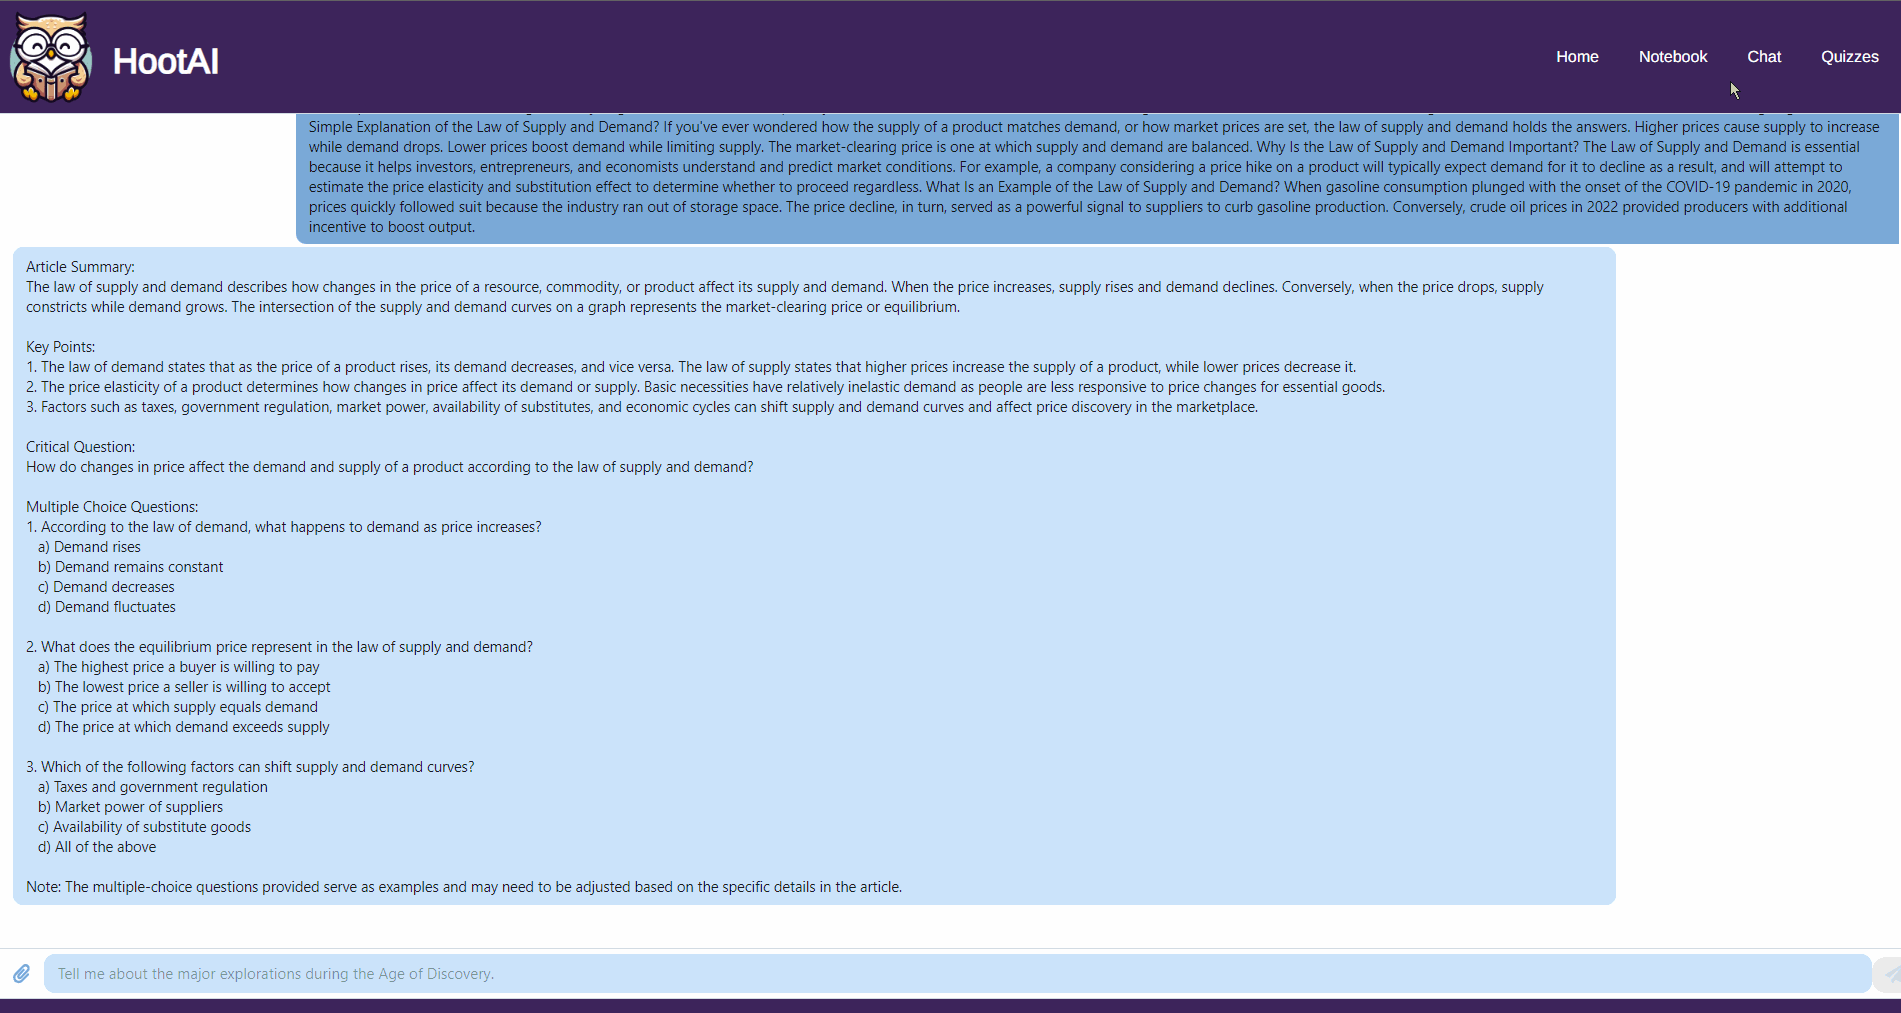 HootAI
Home Notebook Chat Quizzes
Simple Explanation of the Law of Supply and Demand? If you've ever wondered how the supply of a product matches demand, or how market prices are set, the law of supply and demand holds the answers. Higher prices cause supply to increase
while demand drops. Lower prices boost demand while limiting supply. The market-clearing price is one at which supply and demand are balanced. Why Is the Law of Supply and Demand Important? The Law of Supply and Demand is essential
because it helps investors, entrepreneurs, and economists understand and predict market conditions. For example, a company considering a price hike on a product will typically expect demand for it to decline as a result, and will attempt to
estimate the price elasticity and substitution effect to determine whether to proceed regardless. What Is an Example of the Law of Supply and Demand? When gasoline consumption plunged with the onset of the COVID-19 pandemic in 2020,
prices quickly followed suit because the industry ran out of storage space. The price decline, in turn, served as a powerful signal to suppliers to curb gasoline production. Conversely, crude oil prices in 2022 provided producers with additional
incentive to boost output.
Article Summary:
The law of supply and demand describes how changes in the price of a resource, commodity, or product affect its supply and demand. When the price increases, supply rises and demand declines. Conversely, when the price drops, supply
constricts while demand grows. The intersection of the supply and demand curves on a graph represents the market-clearing price or equilibrium.
Key Points:
1. The law of demand states that as the price of a product rises, its demand decreases, and vice versa. The law of supply states that higher prices increase the supply of a product, while lower prices decrease it.
2. The price elasticity of a product determines how changes in price affect its demand or supply. Basic necessities have relatively inelastic demand as people are less responsive to price changes for essential goods.
3. Factors such as taxes, government regulation, market power, availability of substitutes, and economic cycles can shift supply and demand curves and affect price discovery in the marketplace.
Critical Question:
How do changes in price affect the demand and supply of a product according to the law of supply and demand?
Multiple Choice Questions:
1. According to the law of demand, what happens to demand as price increases?
a) Demand rises
b) Demand remains constant
c) Demand decreases
d) Demand fluctuates
2. What does the equilibrium price represent in the law of supply and demand?
a) The highest price a buyer is willing to pay
b) The lowest price a seller is willing to accept
c) The price at which supply equals demand
d) The price at which demand exceeds supply
3. Which of the following factors can shift supply and demand curves?
a) Taxes and government regulation
b) Market power of suppliers
c) Availability of substitute goods
d) All of the above
Note: The multiple-choice questions provided serve as examples and may need to be adjusted based on the specific details in the article.
Tell me about the major explorations during the Age of Discovery.